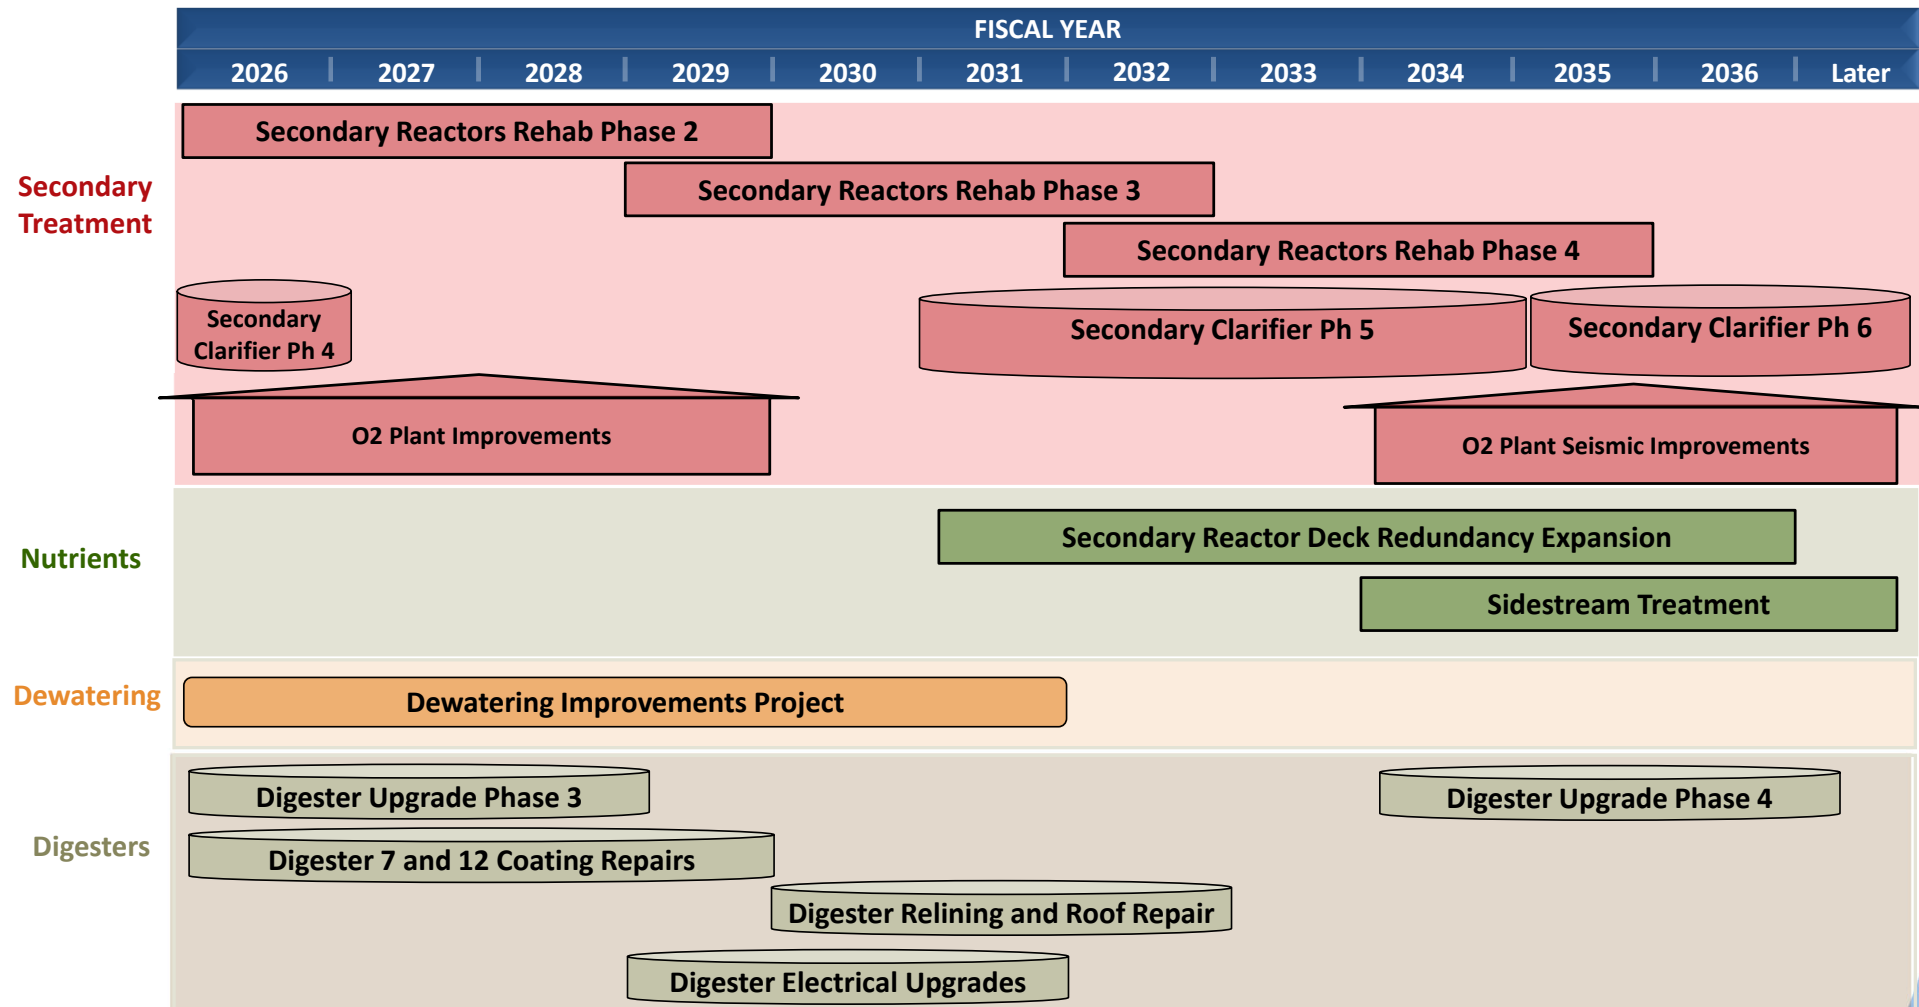 FISCAL YEAR
2026 2027 2028 2029 2030 2031 2032 2033 2034 2035 2036 Later
Secondary Treatment
Secondary Reactors Rehab Phase 2
Secondary Reactors Rehab Phase 3
Secondary Reactors Rehab Phase 4
Secondary
Clarifier Ph 4
Secondary Clarifier Ph 5
Secondary Clarifier Ph 6
O2 Plant Improvements
O2 Plant Seismic Improvements
Nutrients
Secondary Reactor Deck Redundancy Expansion
Sidestream Treatment
Dewatering
Dewatering Improvements Project
Digesters
Digester Upgrade Phase 3
Digester Upgrade Phase 4
Digester 7 and 12 Coating Repairs
Digester Relining and Roof Repair
Digester Electrical Upgrades